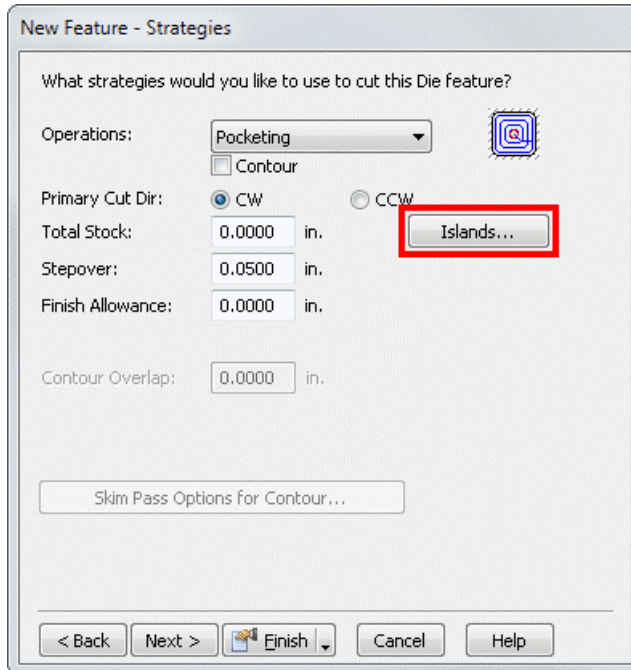 New Feature - Strategies
What strategies would you like to use to cut this Die feature?
Operations: Pocketing
Contour
Primary Cut Dir: CW CCW
Total Stock: 0.0000 in. Islands...
Stepover: 0.0500 in.
Finish Allowance: 0.0000 in.
Contour Overlap: 0.0000 in.
Skim Pass Options for Contour...
< Back Next > Finish Cancel Help